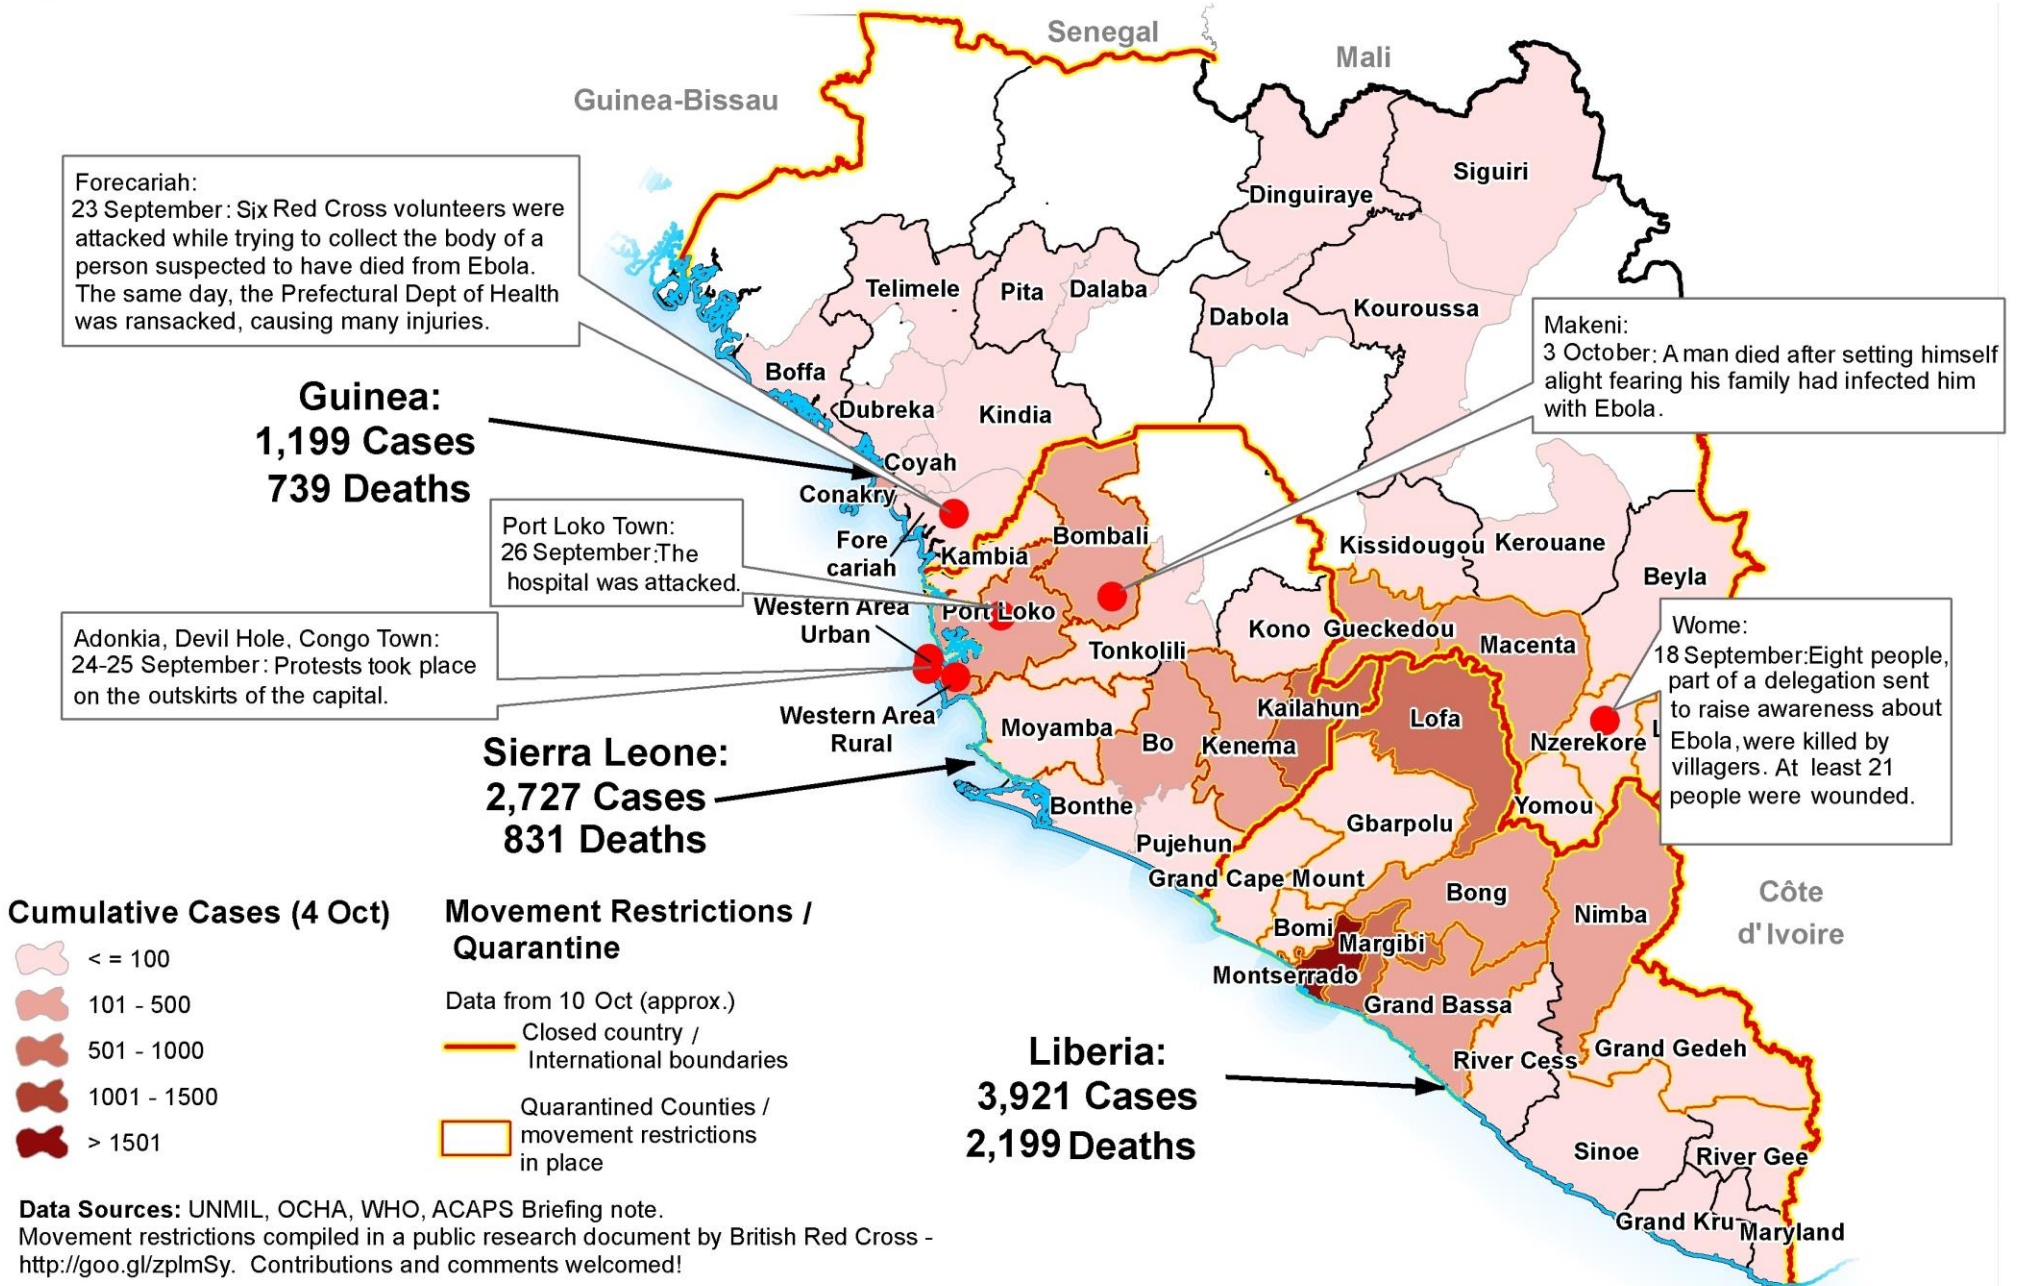 Senegal
Mali
Guinea-Bissau
Forecariah:
23 September: Six Red Cross volunteers were
attacked while trying to collect the body of a
person suspected to have died from Ebola.
The same day, the Prefectural Dept of Health
was ransacked, causing many injuries.
Siguiri
Dinguiraye
Telimele
Pita
Dalaba
Dabola
Kouroussa
Makeni:
3 October: A man died after setting himself
alight fearing his family had infected him
with Ebola.
Boffa
Dubreka
Kindia
Guinea:
1,199 Cases
739 Deaths
Coyah
Conakry
Fore
cariah
Port Loko Town:
26 September:The
hospital was attacked.
Kambia
Bombali
Kissidougou
Kerouane
Beyla
Western Area
Urban
Port Loko
Adonkia, Devil Hole, Congo Town:
24-25 September: Protests took place
on the outskirts of the capital.
Tonkolili
Kono
Gueckedou
Macenta
Wome:
18 September:Eight people,
part of a delegation sent
to raise awareness about
Ebola, were killed by
villagers. At least 21
people were wounded.
Western Area
Rural
Moyamba
Bo
Kenema
Kailahun
Lofa
Nzerekore
L
Sierra Leone:
2,727 Cases
831 Deaths
Bonthe
Pujehun
Gbarpolu
Yomou
Grand Cape Mount
Bong
Nimba
Côte
d'Ivoire
Bomi
Margibi
Montserrado
Grand Bassa
River Cess
Grand Gedeh
Liberia:
3,921 Cases
2,199 Deaths
Sinoe
River Gee
Grand Kru
Maryland
Cumulative Cases (4 Oct)
< = 100
101 - 500
501 - 1000
1001 - 1500
> 1501
Movement Restrictions /
Quarantine
Data from 10 Oct (approx.)
Closed country /
International boundaries
Quarantined Counties /
movement restrictions
in place
Data Sources: UNMIL, OCHA, WHO, ACAPS Briefing note.
Movement restrictions compiled in a public research document by British Red Cross -
http://goo.gl/zplmSy. Contributions and comments welcomed!